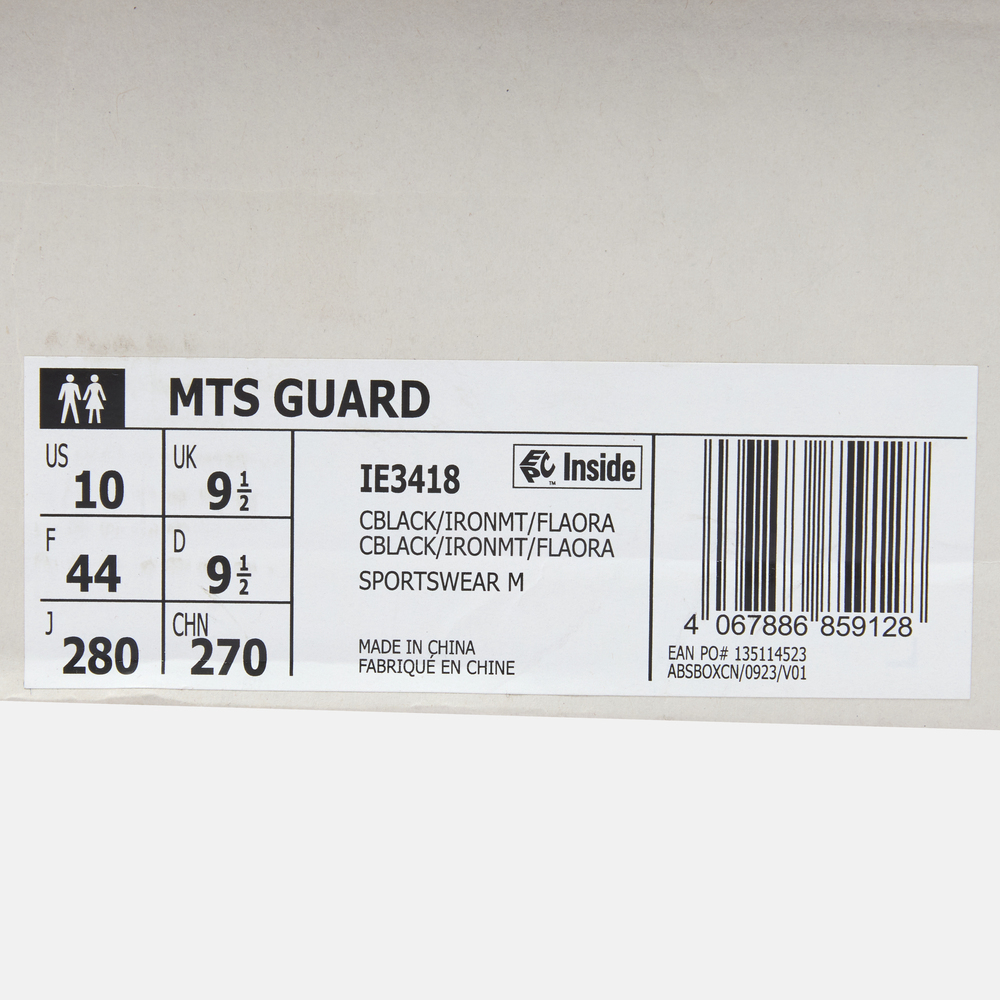 MTS GUARD
US 10
UK 9 1/2
F 44
D 9 1/2
J 280
CHN 270
IE3418
EPC™ Inside
CBLACK/IRONMT/FLAORA
CBLACK/IRONMT/FLAORA
SPORTSWEAR M
MADE IN CHINA
FABRIQUÉ EN CHINE
4 067886 859128
EAN PO# 135114523
ABSBOXCN/0923/V01